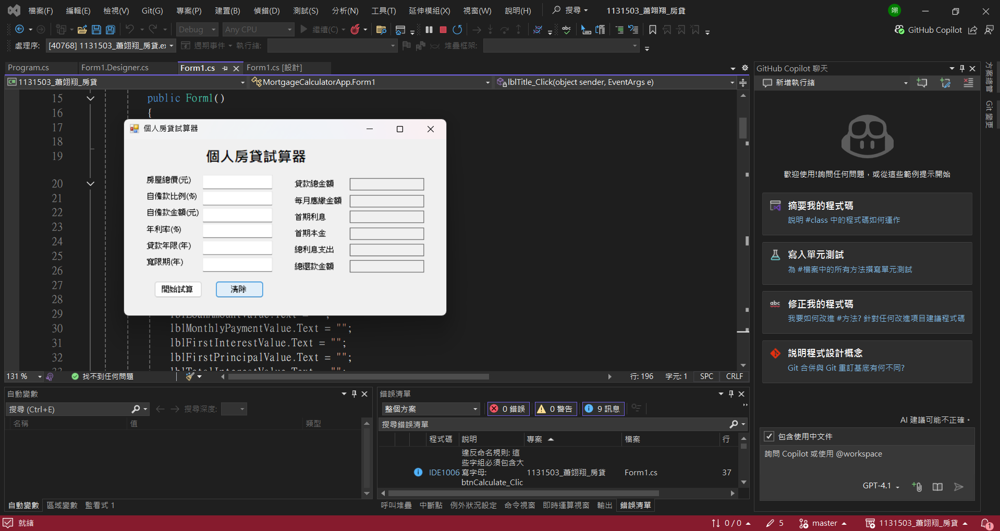 檔案(F) 編輯(E) 檢視(V) Git(G) 專案(P) 建置(B) 偵錯(D) 測試(S) 分析(N) 工具(T) 延伸模組(X) 視窗(W) 說明(H) 搜尋 1131503_蕭翊翔_房貸 翊
Debug Any CPU 繼續(C) GitHub Copilot
處理序: [40768] 1131503_蕭翊翔_房貸.ex 週期事件 執行緒: 堆疊框架:
Program.cs Form1.Designer.cs Form1.cs Form1.cs [設計]
1131503_蕭翊翔_房貸 MortgageCalculatorApp.Form1 lblTitle_Click(object sender, EventArgs e)
15 public Form1()
16 {
17
18
19
20
21
22
23
24
25
26
27
28
29 lblLoanAmountValue.Text = "";
30 lblMonthlyPaymentValue.Text = "";
31 lblFirstInterestValue.Text = "";
32 lblFirstPrincipalValue.Text = "";
33 lblTotalInterestValue.Text = "";
個人房貸試算器
個人房貸試算器
房屋總價(元)
自備款比例(%)
自備款金額(元)
年利率(%)
貸款年限(年)
寬限期(年)
貸款總金額
每月應繳金額
首期利息
首期本金
總利息支出
總還款金額
開始試算 清除
131 % 找不到任何問題 行: 196 字元: 1 SPC CRLF
自動變數
搜尋 (Ctrl+E) 搜尋深度:
名稱 值 類型
自動變數 區域變數 監看式 1
錯誤清單
整個方案 0 錯誤 0 警告 9 訊息
搜尋錯誤清單
程式碼 說明 專案 檔案 行
違反命名規則: 這
些字組必須包含大
IDE1006 寫字母: 1131503_蕭翊翔_房貸 Form1.cs 37
btnCalculate_Clic
呼叫堆疊 中斷點 例外狀況設定 命令視窗 即時運算視窗 輸出 錯誤清單
GitHub Copilot 聊天
新增執行緒
歡迎使用!詢問任何問題，或從這些範例提示開始
摘要我的程式碼
說明 #class 中的程式碼如何運作
寫入單元測試
為 #檔案中的所有方法撰寫單元測試
abc 修正我的程式碼
我要如何改進 #方法? 針對任何改進項目建議程式碼
說明程式設計概念
Git 合併與 Git 重訂基底有何不同?
AI 建議可能不正確。
包含使用中文件
詢問 Copilot 或使用 @workspace
GPT-4.1
方案總管
Git 變更
就緒 0 / 0 5 master 1131503_蕭翊翔_房貸 1